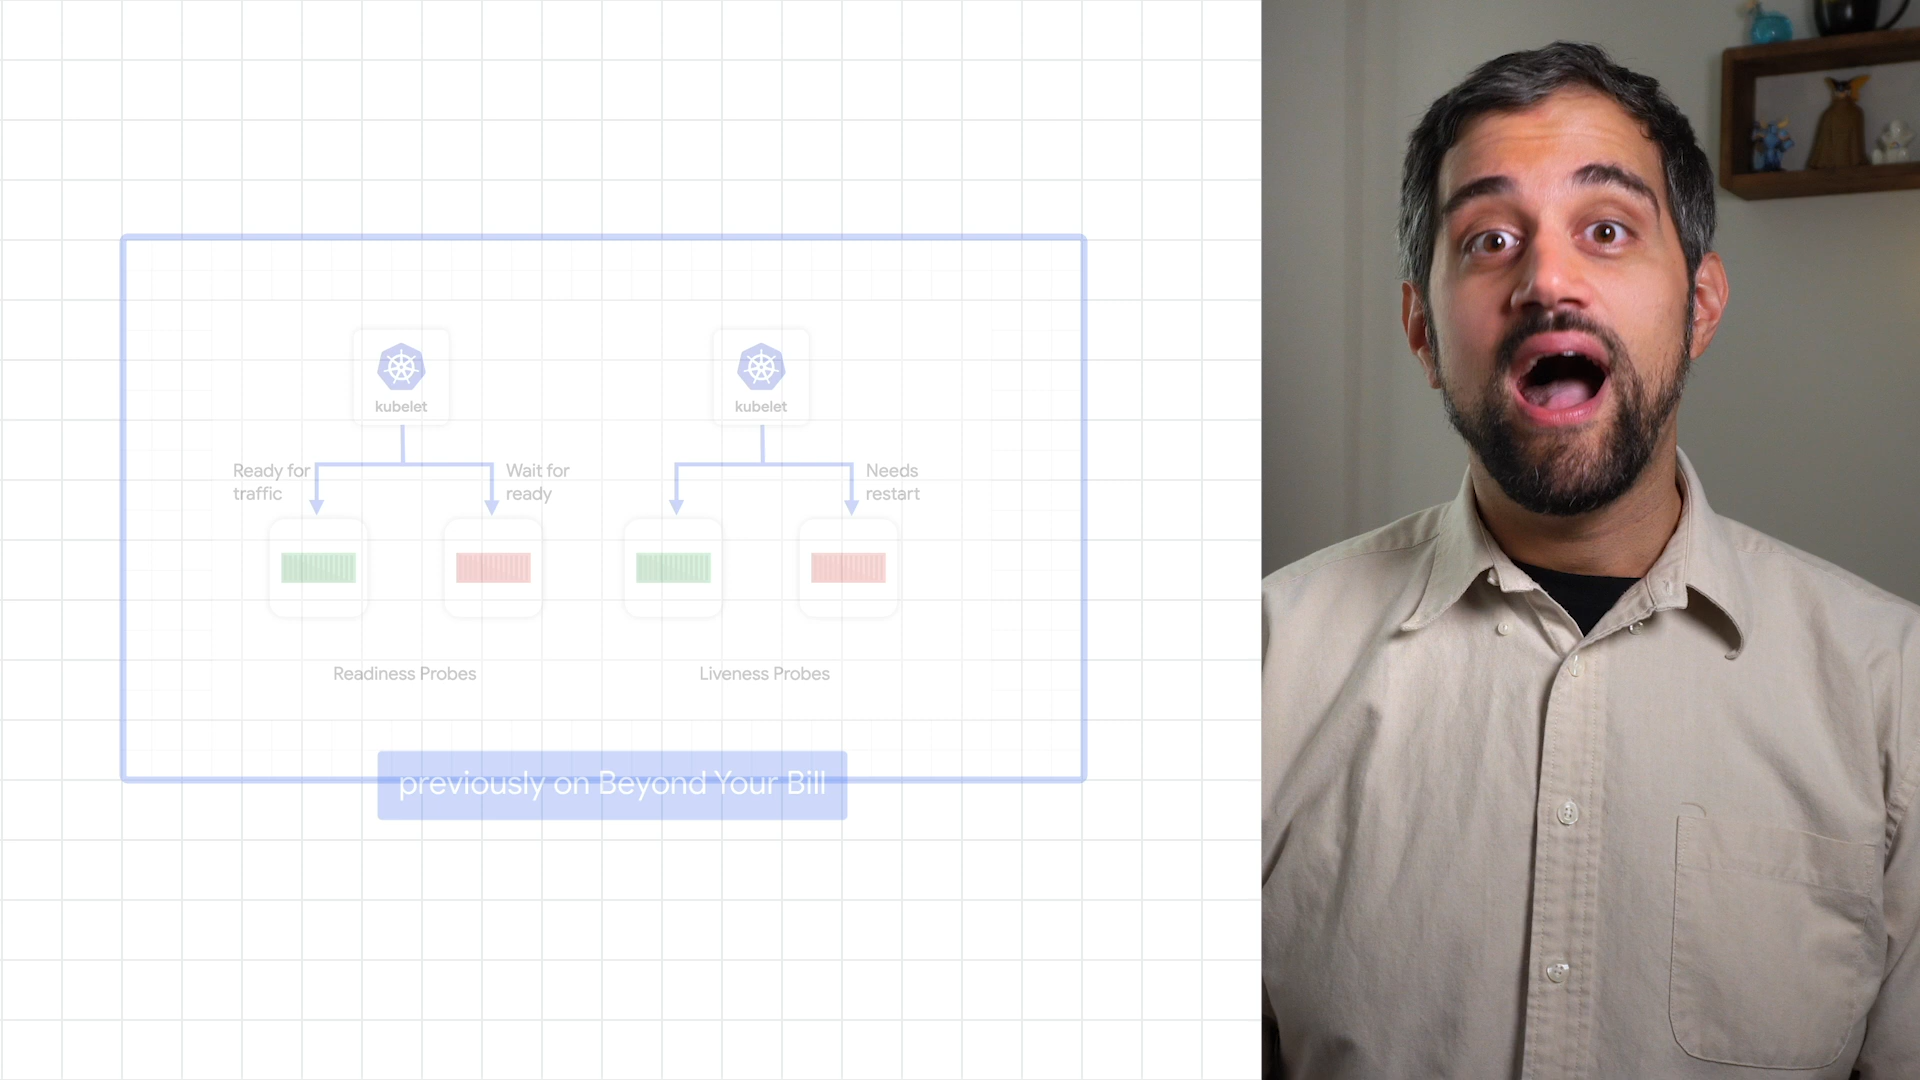 kubelet
kubelet
Ready for
traffic
Wait for
ready
Needs
restart
Readiness Probes
Liveness Probes
previously on Beyond Your Bill